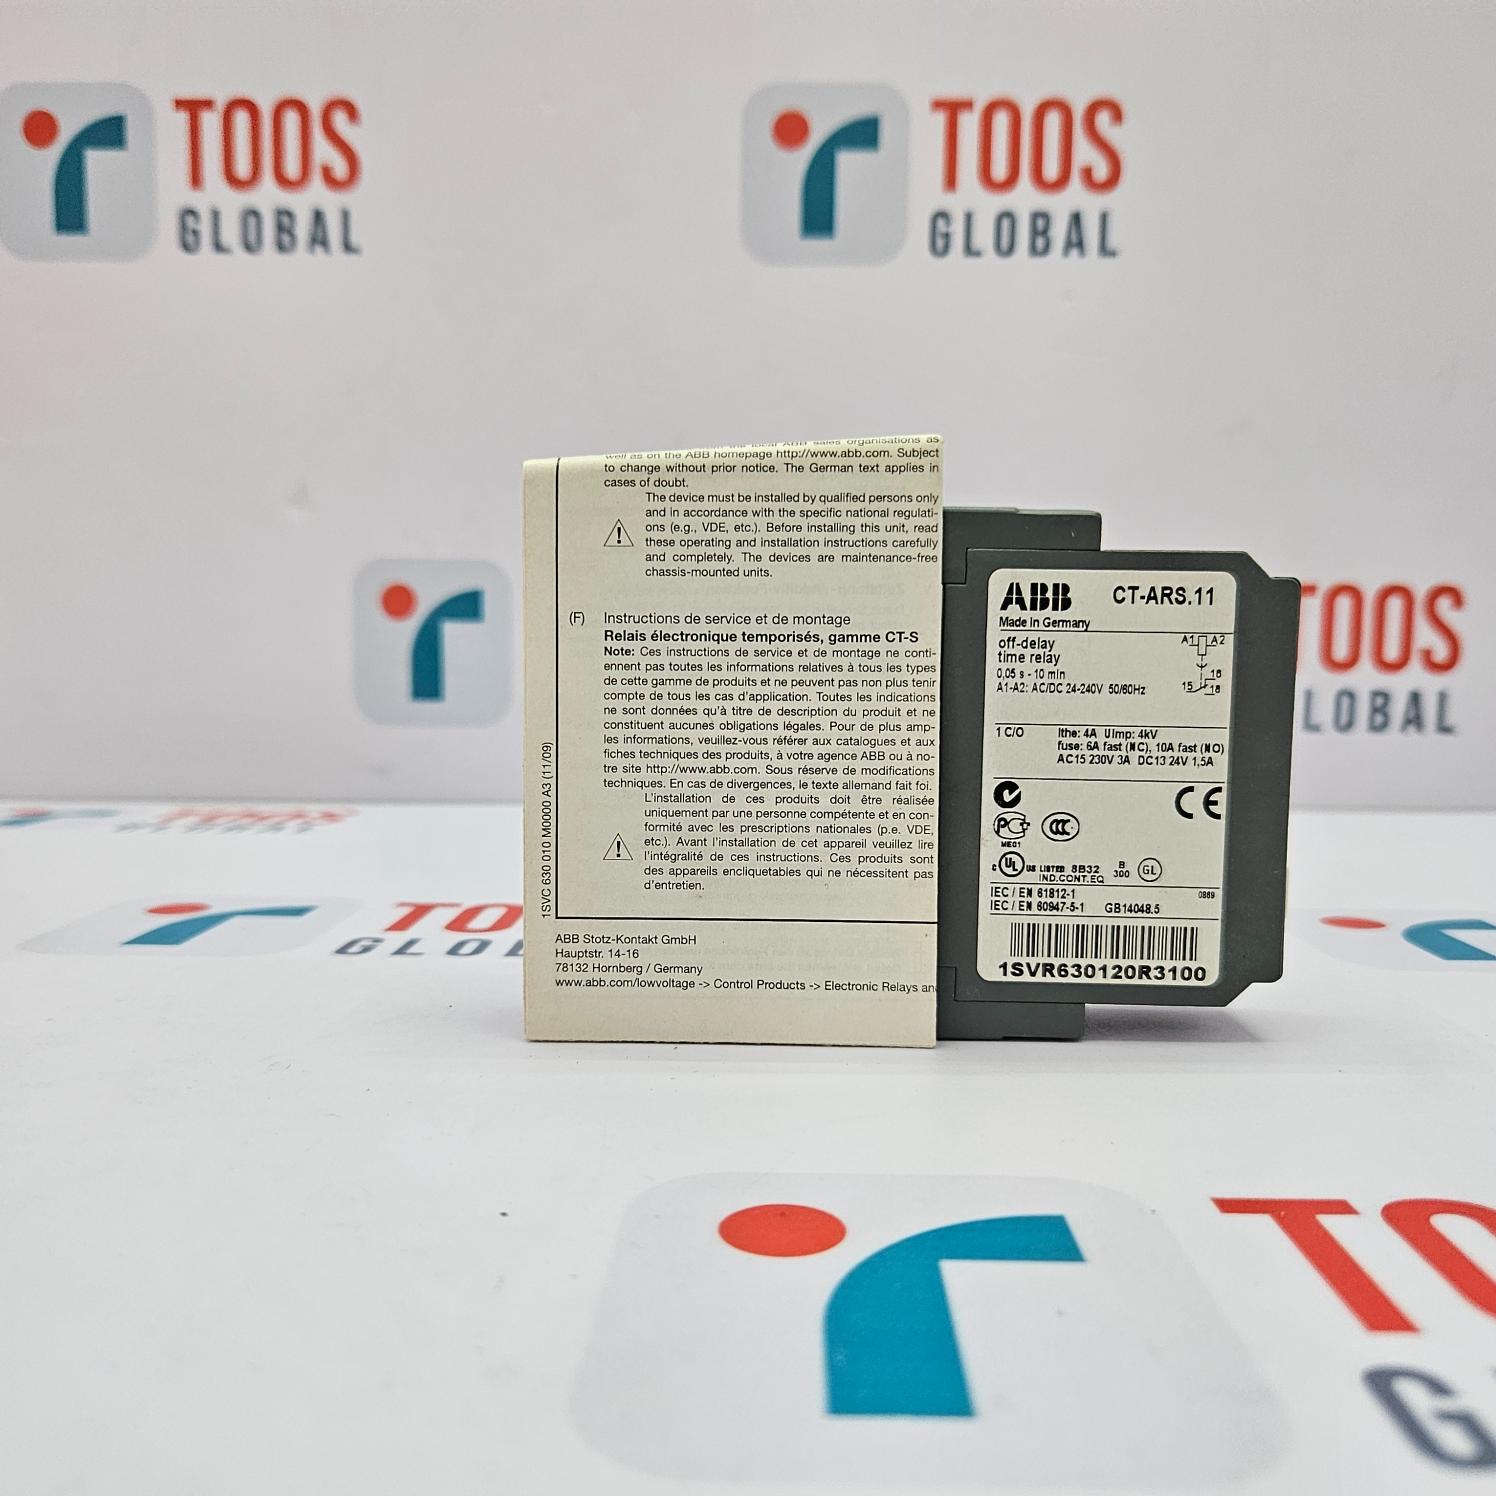 TOOS
GLOBAL
TOOS
GLOBAL
local ABB sales organisations as
well as on the ABB homepage http://www.abb.com. Subject
to change without prior notice. The German text applies in
cases of doubt.
The device must be installed by qualified persons only
and in accordance with the specific national regulati-
ons (e.g., VDE, etc.). Before installing this unit, read
these operating and installation instructions carefully
and completely. The devices are maintenance-free
chassis-mounted units.
(F) Instructions de service et de montage
Relais électronique temporisés, gamme CT-S
Note: Ces instructions de service et de montage ne conti-
ennent pas toutes les informations relatives à tous les types
de cette gamme de produits et ne peuvent pas non plus tenir
compte de tous les cas d'application. Toutes les indications
ne sont données qu'à titre de description du produit et ne
constituent aucunes obligations légales. Pour de plus amp-
les informations, veuillez-vous référer aux catalogues et aux
fiches techniques des produits, à votre agence ABB ou à no-
tre site http://www.abb.com. Sous réserve de modifications
techniques. En cas de divergences, le texte allemand fait foi.
L'installation de ces produits doit être réalisée
uniquement par une personne compétente et en con-
formité avec les prescriptions nationales (p.e. VDE,
etc.). Avant l'installation de cet appareil veuillez lire
l'intégralité de ces instructions. Ces produits sont
des appareils encliquetables qui ne nécessitent pas
d'entretien.
1SVC 630 010 M0000 A3 (11/09)
ABB Stotz-Kontakt GmbH
Hauptstr. 14-16
78132 Hornberg / Germany
www.abb.com/lowvoltage -> Control Products -> Electronic Relays an
ABB CT-ARS.11
Made in Germany
off-delay
time relay
0,05 s - 10 min
A1-A2: AC/DC 24-240V 50/60Hz
A1 A2
16
15 18
1 C/O Ithe: 4A UImp: 4kV
fuse: 6A fast (NC), 10A fast (NO)
AC15 230V 3A DC13 24V 1,5A
CE
PCT
ME01
CCC
C UL US LISTED 8B32
IND.CONT.EQ
B
300
GL
IEC / EN 61812-1 0869
IEC / EN 60947-5-1 GB14048.5
1SVR630120R3100
TOOS
LOBAL
TO
GLO
TO
G